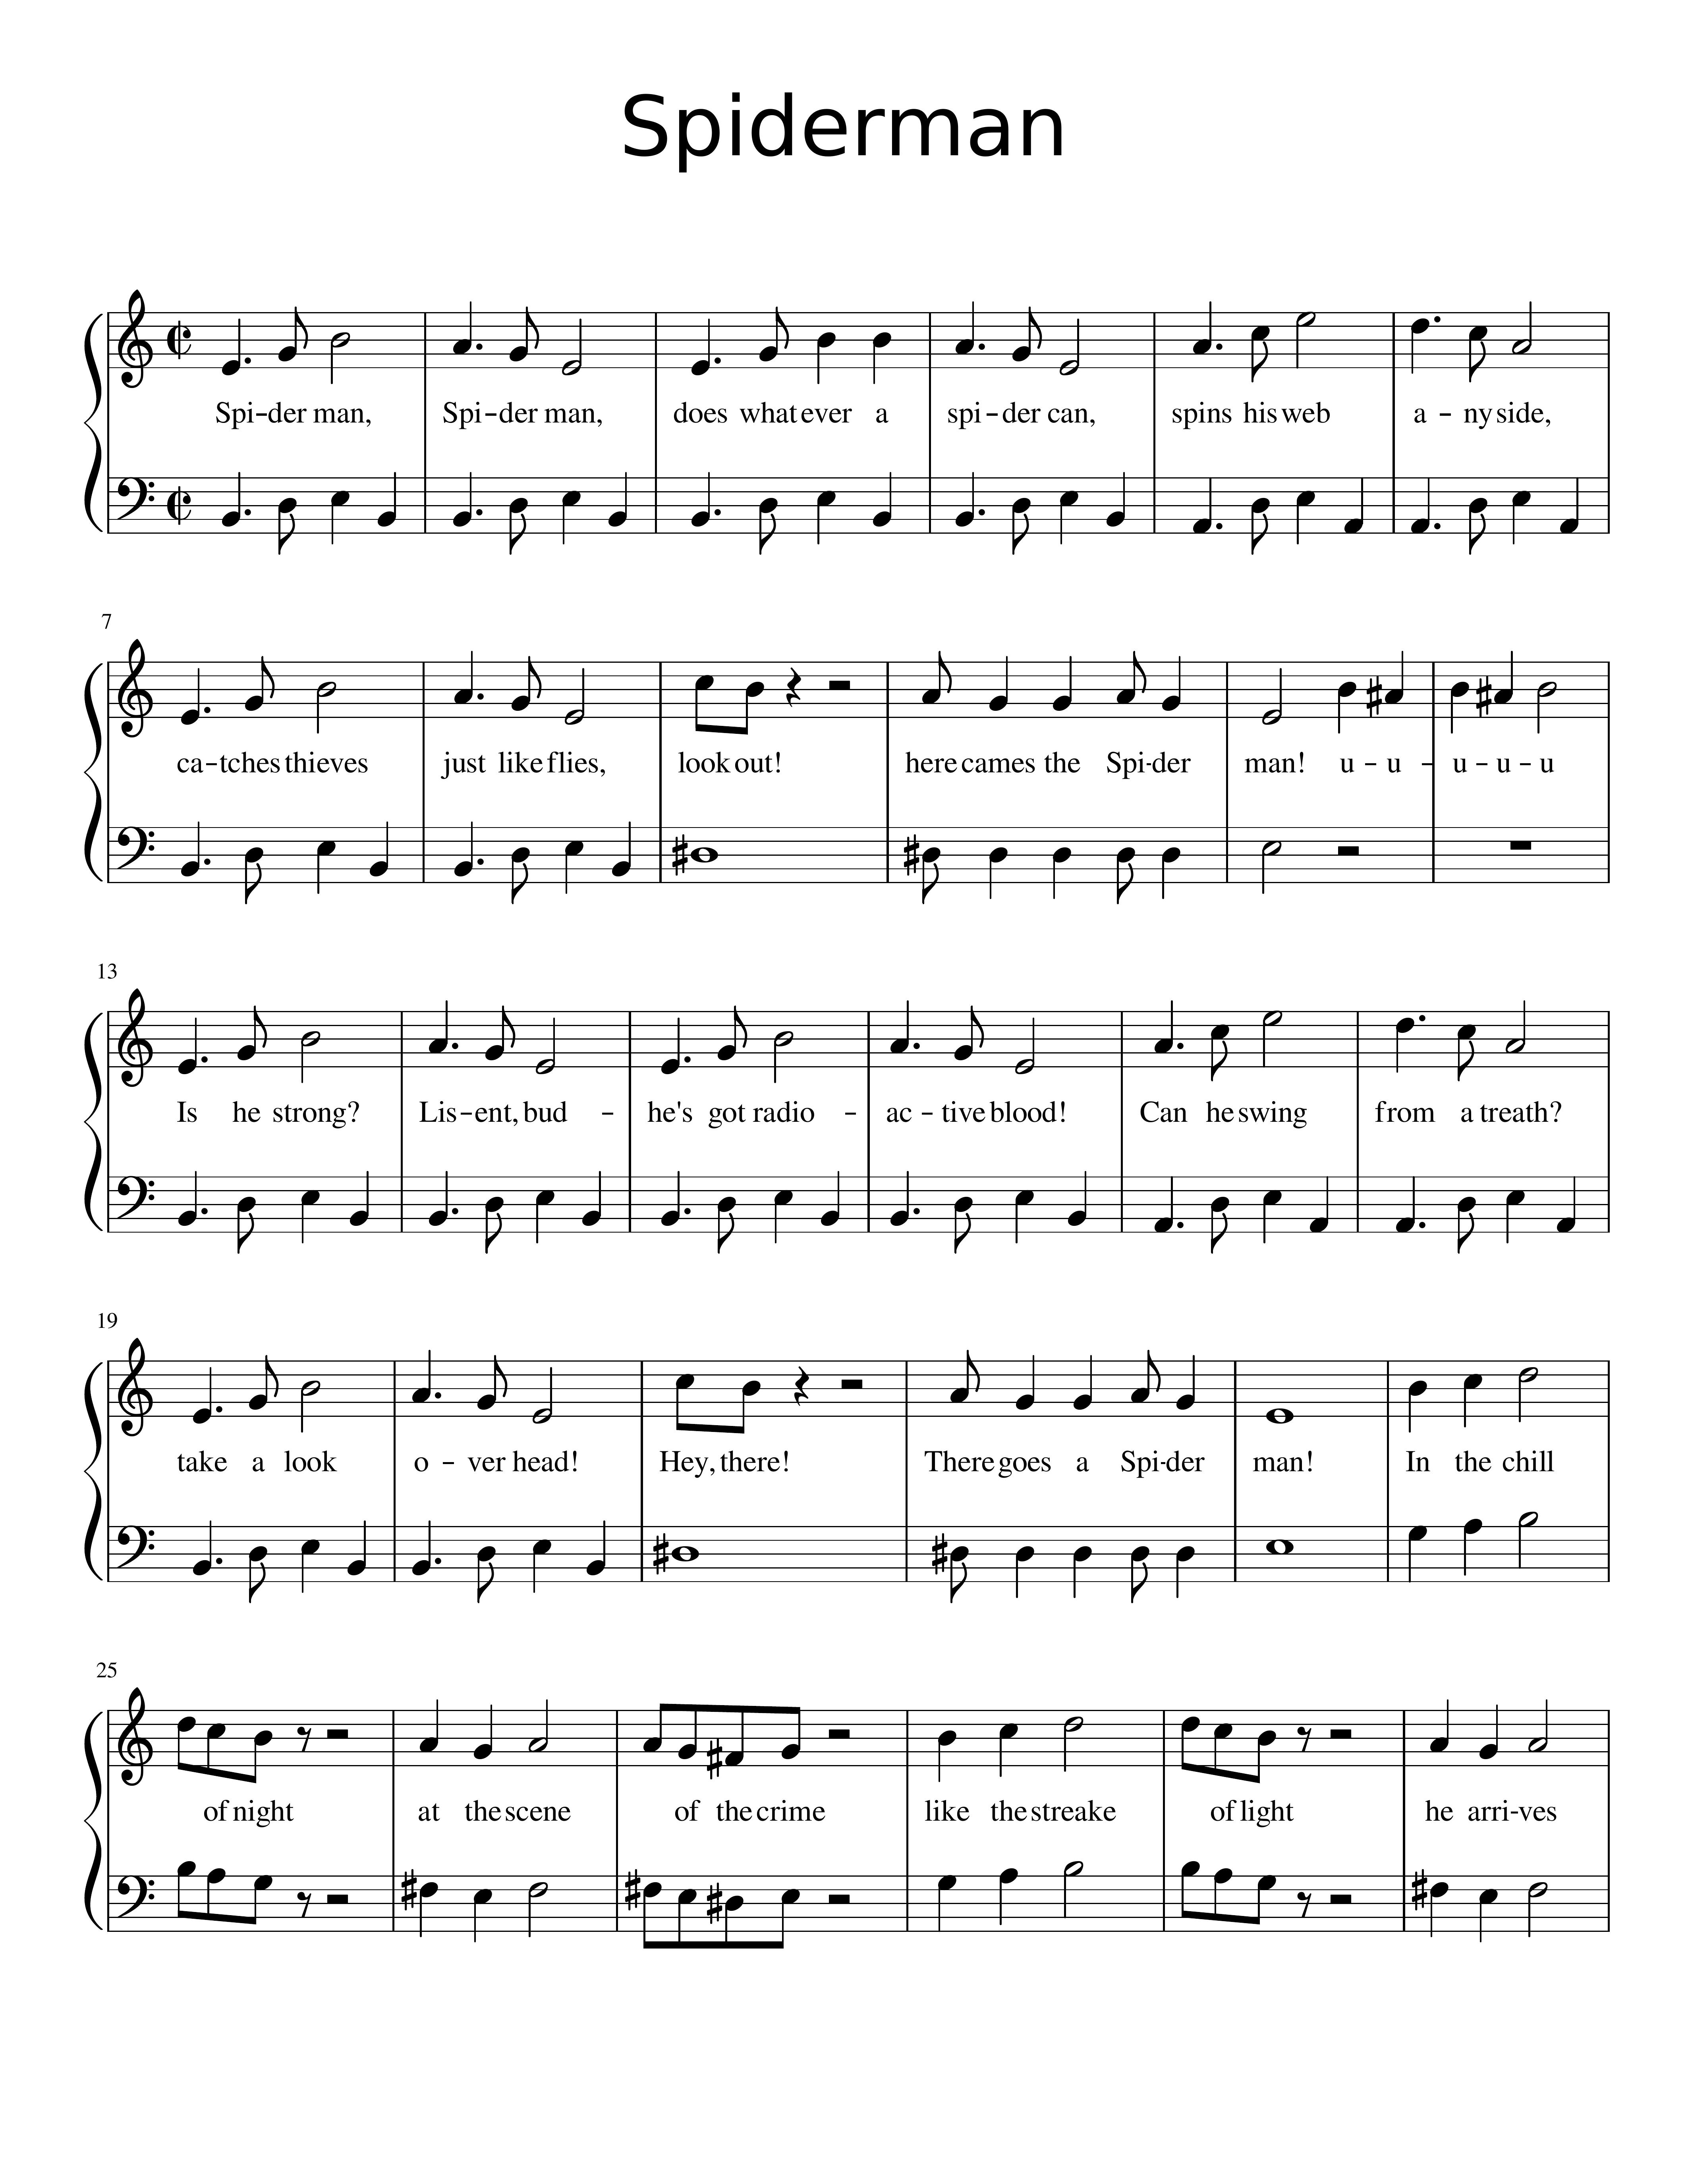 Spiderman
Spi-der man, Spi-der man, does what ever a spi-der can, spins his web a-ny side,
7
ca-tches thieves just like flies, look out! here cames the Spi-der man! u-u-u-u-u
13
Is he strong? Lis-ent, bud- he's got radio- ac-tive blood! Can he swing from a treath?
19
take a look o-ver head! Hey, there! There goes a Spi-der man! In the chill
25
of night at the scene of the crime like the streake of light he arri-ves